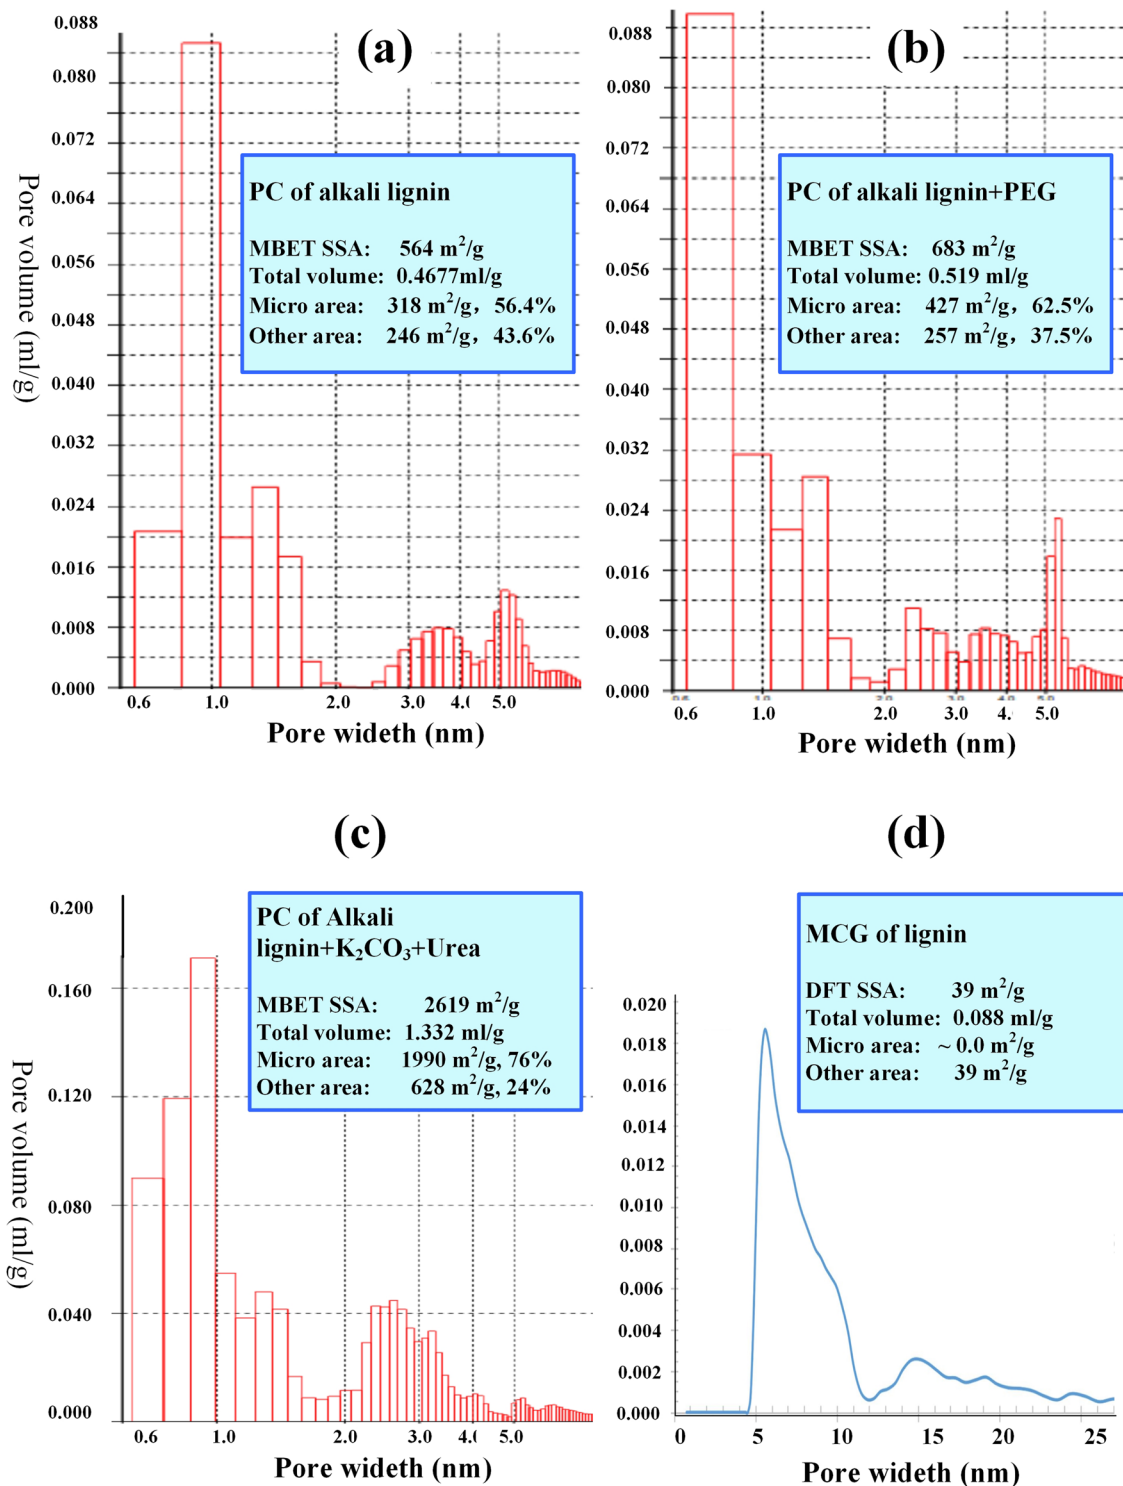 (a)
0.088
0.080
0.072
0.064
0.056
0.048
0.040
0.032
0.024
0.016
0.008
0.000
Pore volume (ml/g)
PC of alkali lignin
MBET SSA: 564 m²/g
Total volume: 0.4677ml/g
Micro area: 318 m²/g, 56.4%
Other area: 246 m²/g, 43.6%
0.6 1.0 2.0 3.0 4.0 5.0
Pore wideth (nm)
(b)
0.088
0.080
0.072
0.064
0.056
0.048
0.040
0.032
0.024
0.016
0.008
0.000
PC of alkali lignin+PEG
MBET SSA: 683 m²/g
Total volume: 0.519 ml/g
Micro area: 427 m²/g, 62.5%
Other area: 257 m²/g, 37.5%
0.6 1.0 2.0 3.0 4. 5.0
Pore wideth (nm)
(c)
0.200
0.160
0.120
0.080
0.040
0.000
Pore volume (ml/g)
PC of Alkali
lignin+K₂CO₃+Urea
MBET SSA: 2619 m²/g
Total volume: 1.332 ml/g
Micro area: 1990 m²/g, 76%
Other area: 628 m²/g, 24%
0.6 1.0 2.0 3.0 4.0 5.0
Pore wideth (nm)
(d)
MCG of lignin
DFT SSA: 39 m²/g
Total volume: 0.088 ml/g
Micro area: ~ 0.0 m²/g
Other area: 39 m²/g
0.020
0.018
0.016
0.014
0.012
0.010
0.008
0.006
0.004
0.002
0.000
0 5 10 15 20 25
Pore wideth (nm)